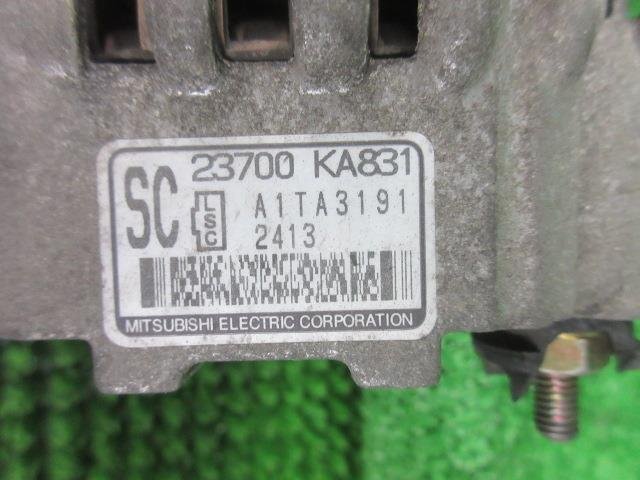 23700 KA831
SC LSC A1TA3191
2413
MITSUBISHI ELECTRIC CORPORATION